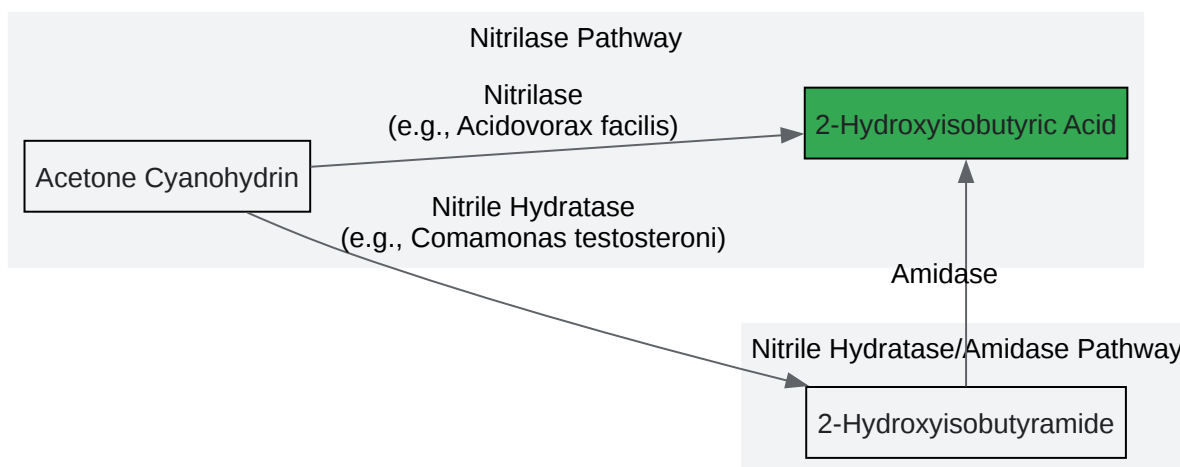 Nitrilase Pathway
Nitrilase
(e.g., Acidovorax facilis)
2-Hydroxyisobutyric Acid
Acetone Cyanohydrin
Nitrile Hydratase
(e.g., Comamonas testosteroni)
Amidase
Nitrile Hydratase/Amidase Pathway
2-Hydroxyisobutyramide